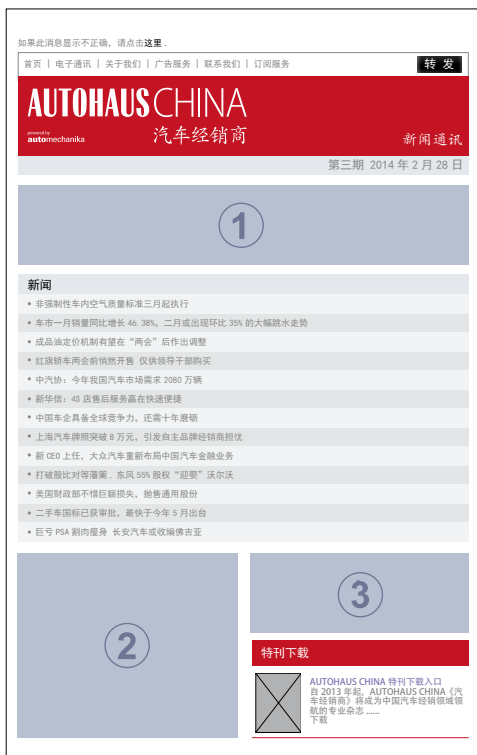 如果此消息显示不正确，请点击这里 .
首页 | 电子通讯 | 关于我们 | 广告服务 | 联系我们 | 订阅服务
转 发
AUTOHAUS CHINA
powered by
automechanika
汽车经销商
新闻通讯
第三期 2014 年 2 月 28 日
1
新闻
• 非强制性车内空气质量标准三月起执行
• 车市一月销量同比增长 46.38%，二月或出现环比 35% 的大幅跳水走势
• 成品油定价机制有望在“两会”后作出调整
• 红旗轿车两会前悄然开售 仅供领导干部购买
• 中汽协：今年我国汽车市场需求 2080 万辆
• 新华信：4S 店售后服务赢在快速便捷
• 中国车企具备全球竞争力，还需十年磨砺
• 上海汽车牌照突破 8 万元，引发自主品牌经销商担忧
• 新 CEO 上任，大众汽车重新布局中国汽车金融业务
• 打破股比对等藩篱 . 东风 55% 股权“迎娶”沃尔沃
• 美国财政部不惜巨额损失，抛售通用股份
• 二手车国标已获审批，最快于今年 5 月出台
• 巨亏 PSA 割肉瘦身 长安汽车或收编佛吉亚
2
3
特刊下载
AUTOHAUS CHINA 特刊下载入口
自 2013 年起，AUTOHAUS CHINA《汽
车经销商》将成为中国汽车经销领域领
航的专业杂志 ......
下载